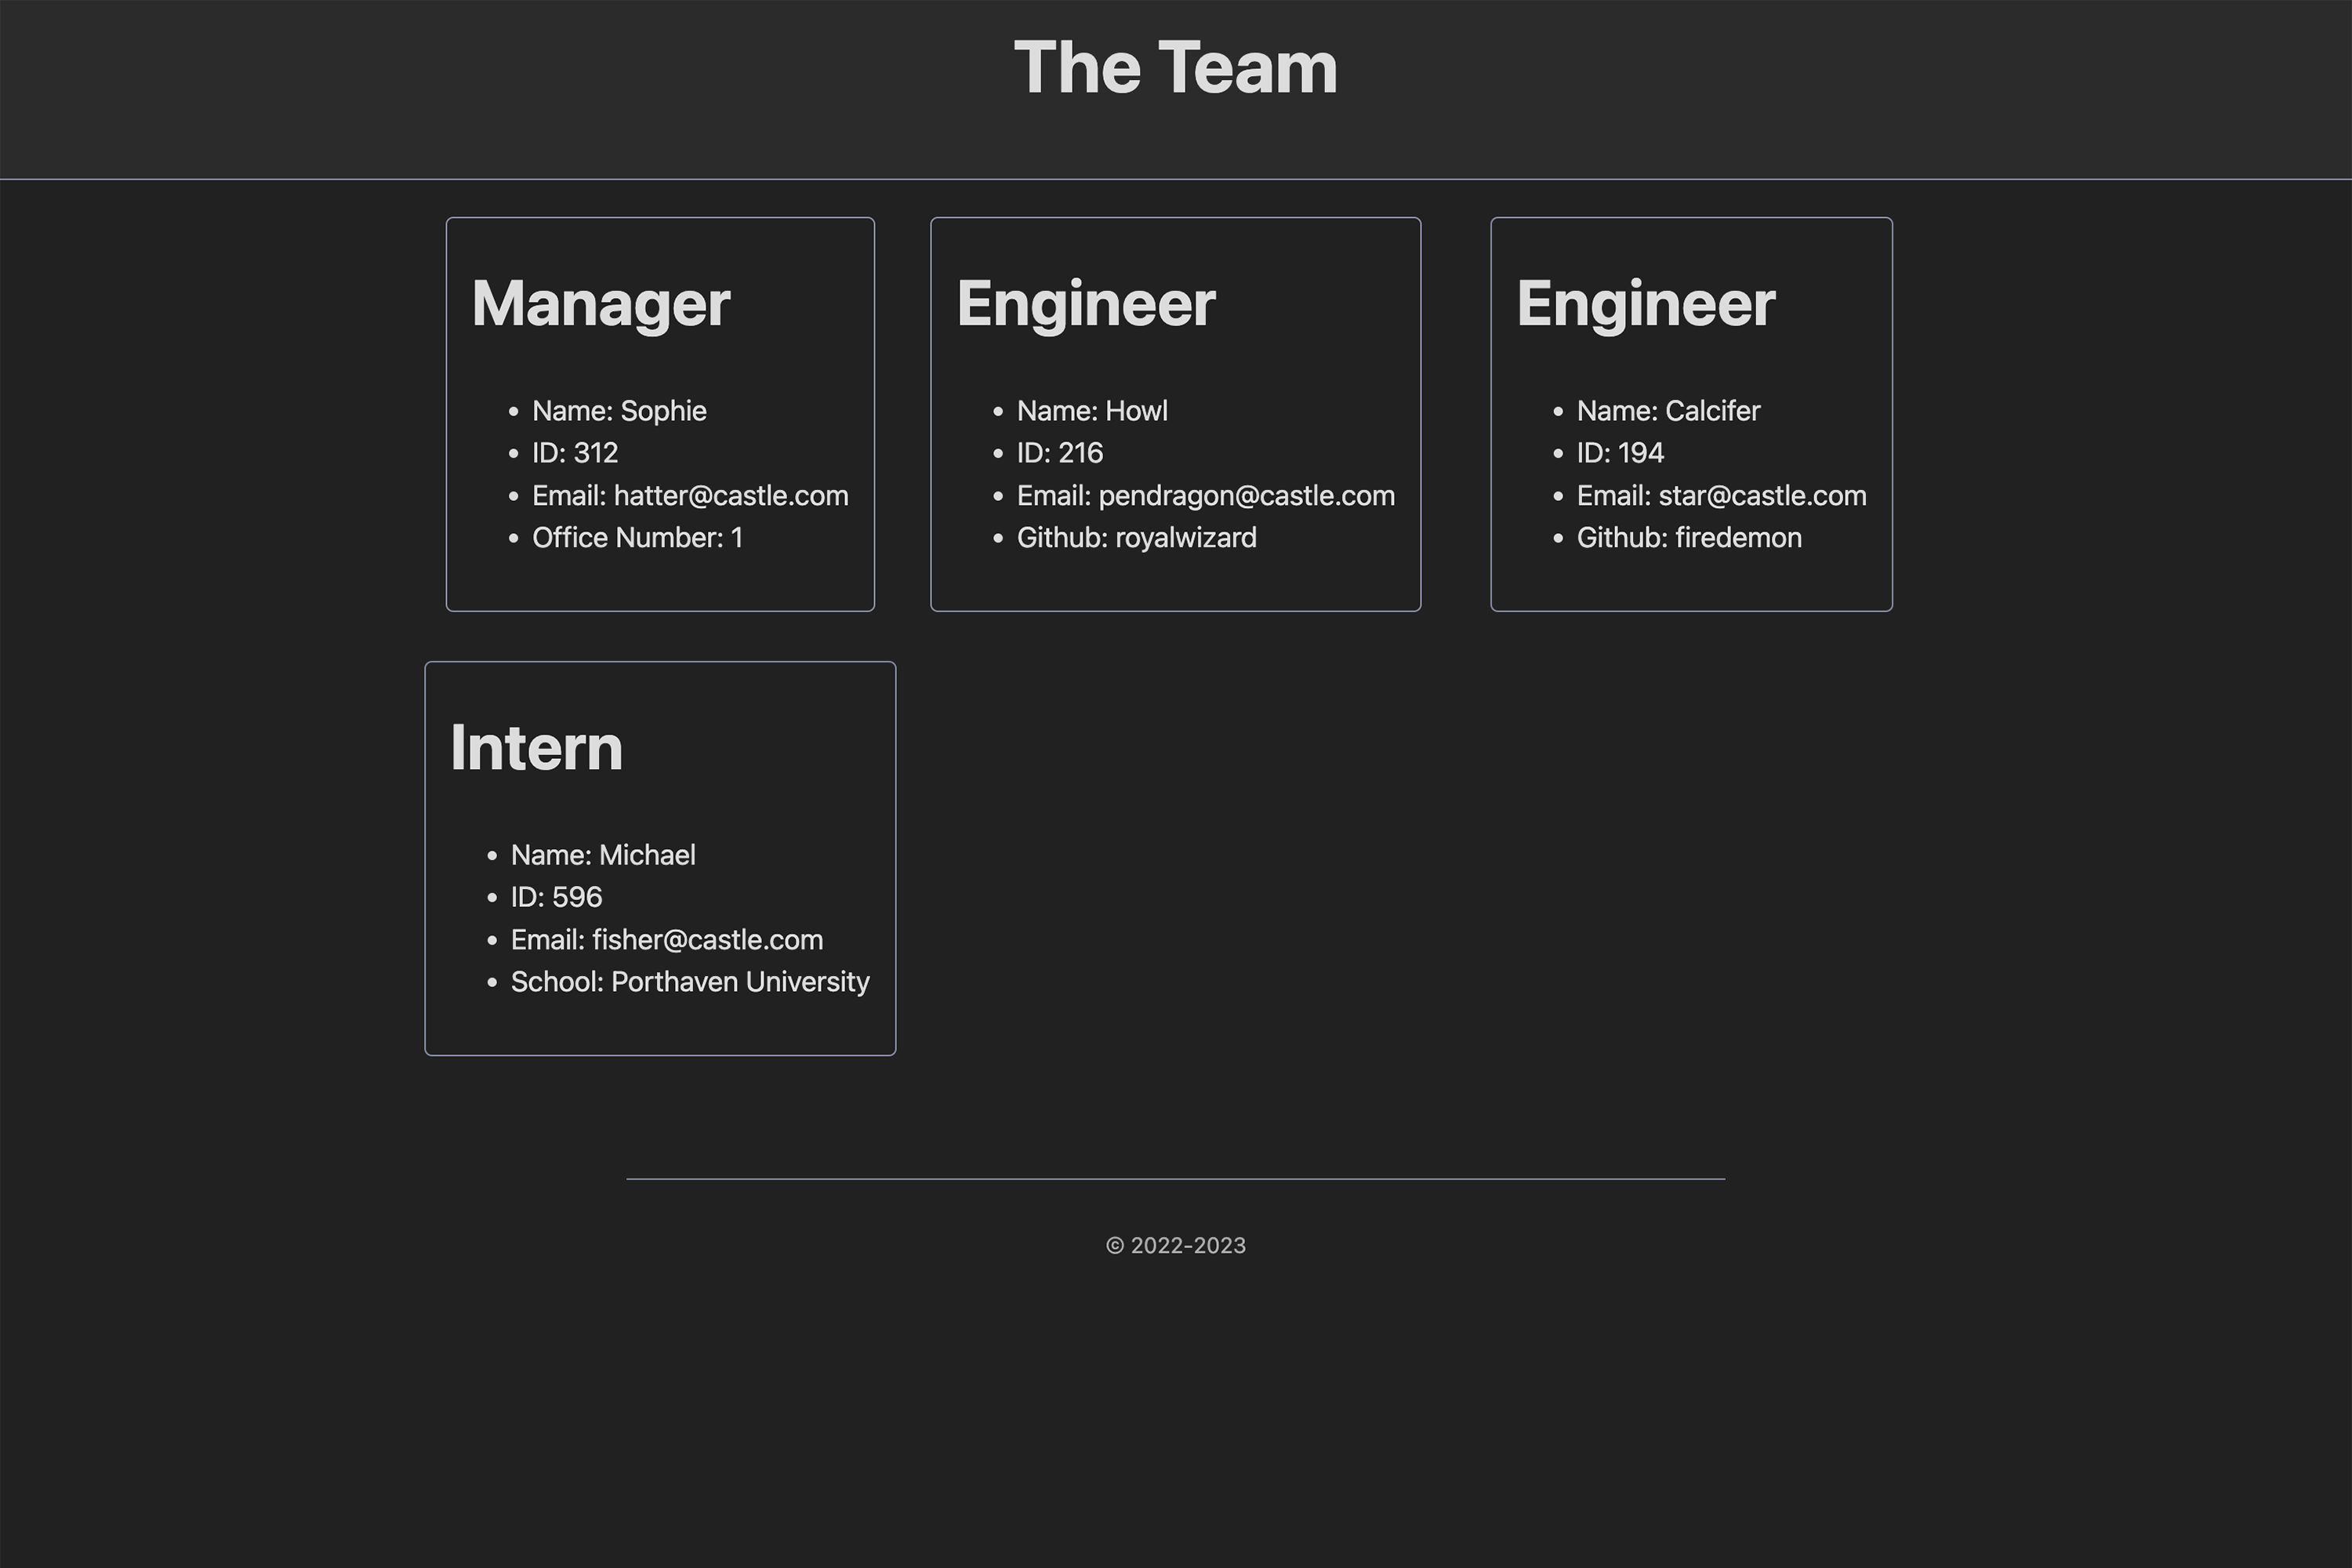 The Team
Manager
• Name: Sophie
• ID: 312
• Email: hatter@castle.com
• Office Number: 1
Engineer
• Name: Howl
• ID: 216
• Email: pendragon@castle.com
• Github: royalwizard
Engineer
• Name: Calcifer
• ID: 194
• Email: star@castle.com
• Github: firedemon
Intern
• Name: Michael
• ID: 596
• Email: fisher@castle.com
• School: Porthaven University
© 2022-2023